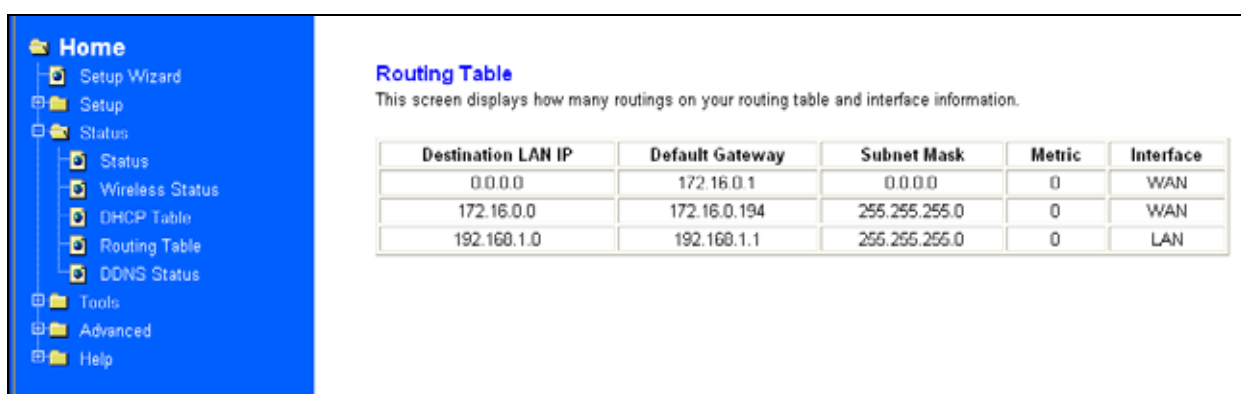 Home
Setup Wizard
Setup
Status
Status
Wireless Status
DHCP Table
Routing Table
DDNS Status
Tools
Advanced
Help
Routing Table
This screen displays how many routings on your routing table and interface information.
Destination LAN IP Default Gateway Subnet Mask Metric Interface
0.0.0.0 172.16.0.1 0.0.0.0 0 WAN
172.16.0.0 172.16.0.194 255.255.255.0 0 WAN
192.168.1.0 192.168.1.1 255.255.255.0 0 LAN